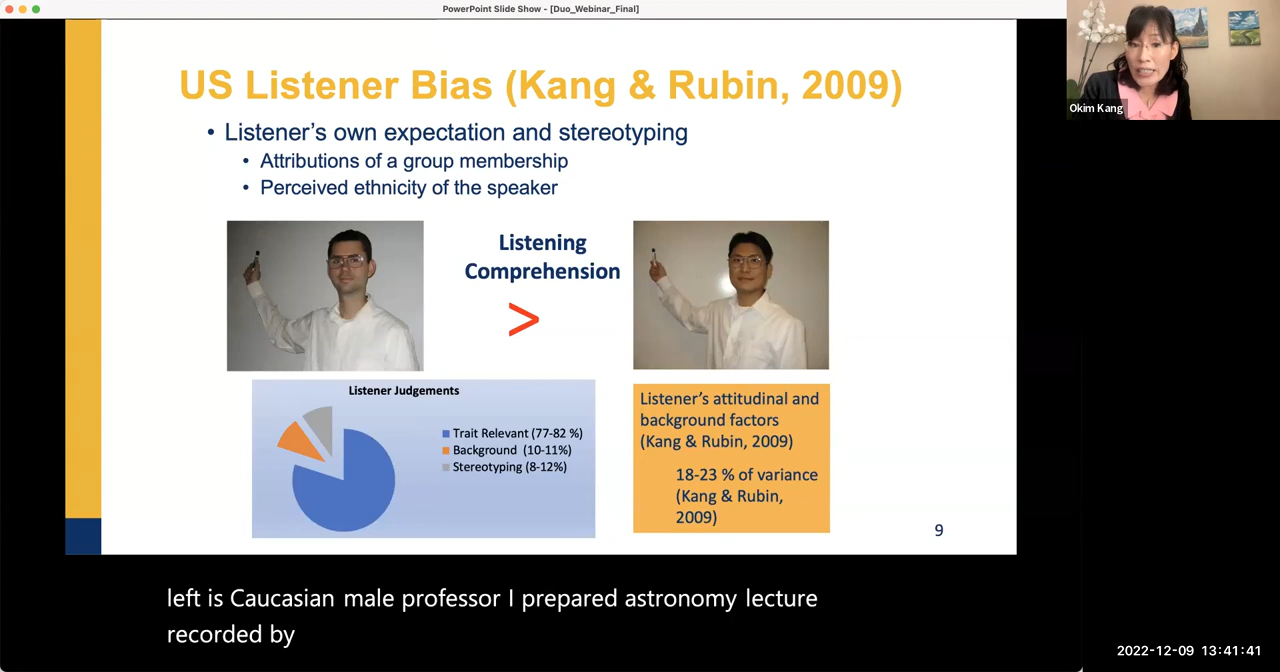 PowerPoint Slide Show - [Duo_Webinar_Final]
Okim Kang
US Listener Bias (Kang & Rubin, 2009)
• Listener's own expectation and stereotyping
• Attributions of a group membership
• Perceived ethnicity of the speaker
Listening
Comprehension
>
Listener Judgements
Trait Relevant (77-82 %)
Background (10-11%)
Stereotyping (8-12%)
Listener's attitudinal and
background factors
(Kang & Rubin, 2009)
18-23 % of variance
(Kang & Rubin,
2009)
9
left is Caucasian male professor I prepared astronomy lecture
recorded by
2022-12-09 13:41:41